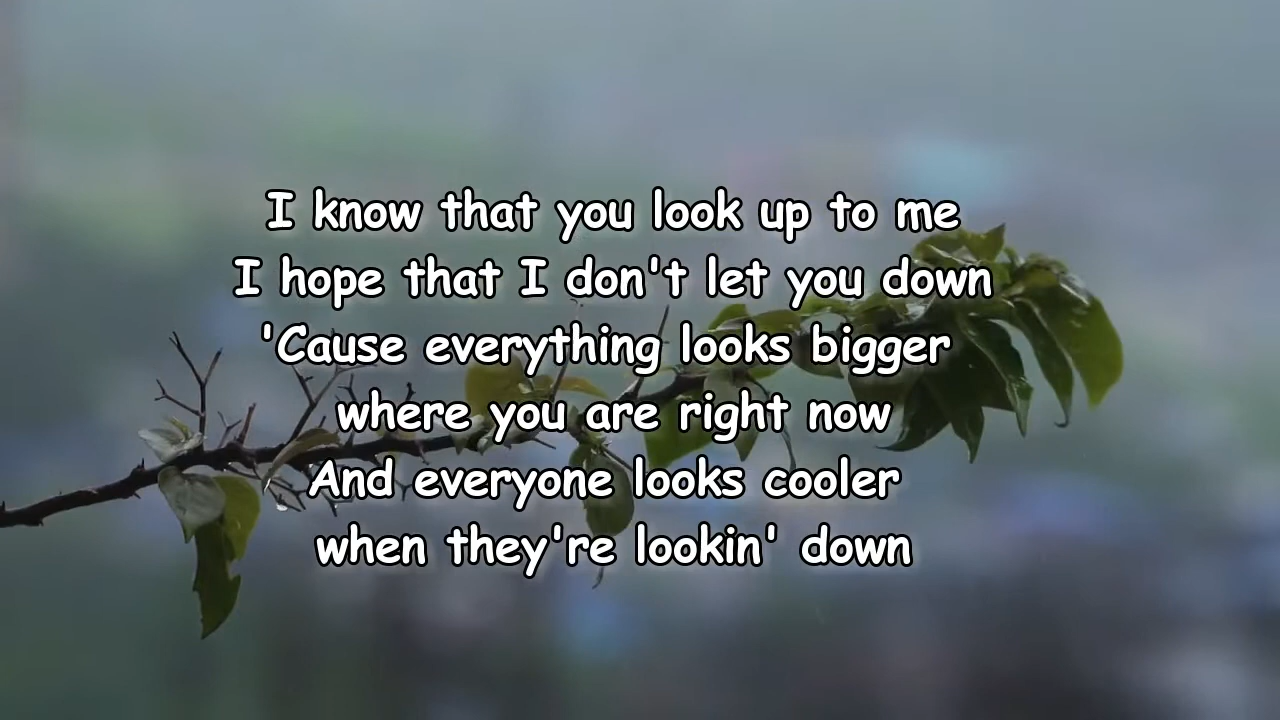 I know that you look up to me
I hope that I don't let you down
'Cause everything looks bigger
where you are right now
And everyone looks cooler
when they're lookin' down